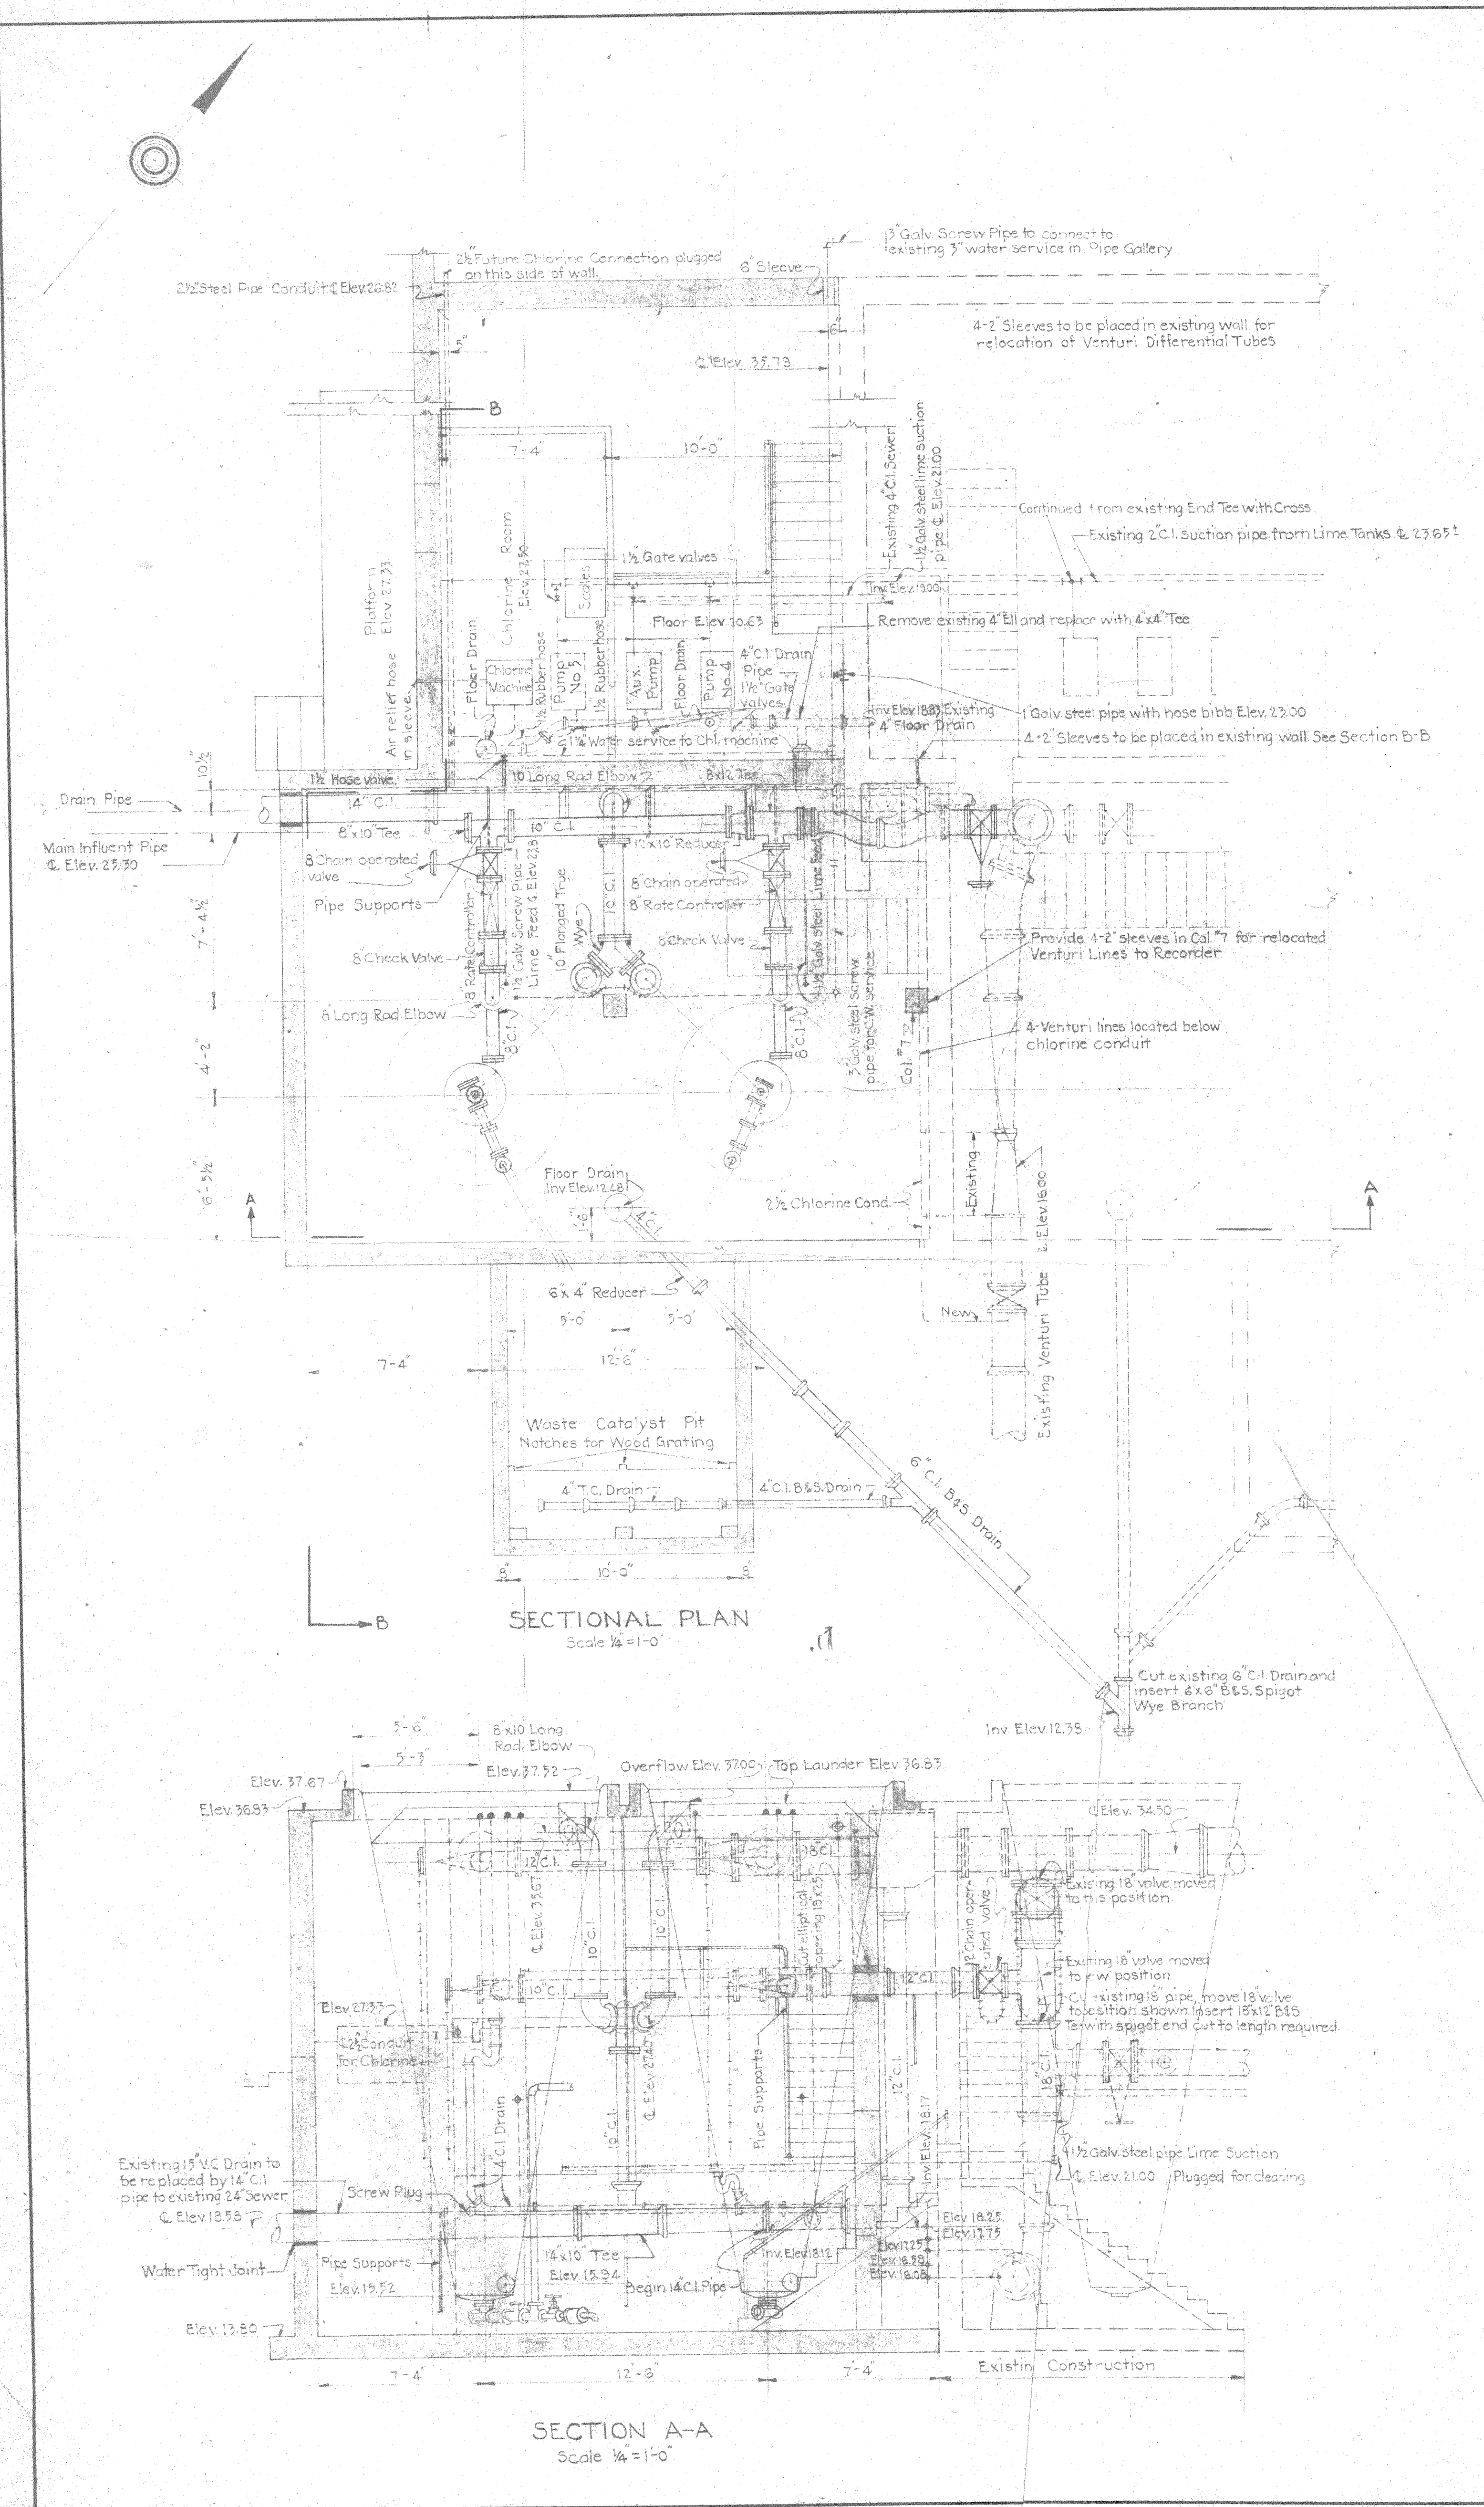 3" Galv. Screw Pipe to connect to
existing 3" water service in Pipe Gallery
2½" Future Chlorine Connection plugged
on this side of wall.
6" Sleeve
2½" Steel Pipe Conduit ℄ Elev. 26.82
4-2" Sleeves to be placed in existing wall for
relocation of Venturi Differential Tubes
6"
5"
℄ Elev. 35.79
B
7'-4"
10'-0"
Existing 4" C.I. Sewer
1½" Galv. steel lime suction
pipe ℄ Elev. 21.00
Continued from existing End Tee with Cross
Existing 2" C.I. suction pipe from Lime Tanks ℄ 23.65±
Platform
Elev. 27.33
Chlorine Room
Elev. 27.50
Scales
1½" Gate valves
Inv. Elev. 19.00
Floor Elev. 20.63
Remove existing 4" Ell and replace with 4"x4" Tee
Floor Drain
Chlorine
Machine
1½" Rubber hose
Pump
No. 5
1½" Rubber hose
Aux.
Pump
Floor Drain
Pump
No. 4
4" C.I. Drain
Pipe
1½" Gate
valves
Air relief hose
in sleeve
Inv. Elev. 18.83 Existing
4" Floor Drain
1" Galv. steel pipe with hose bibb Elev. 23.00
4-2" Sleeves to be placed in existing wall. See Section B-B
1¼" Water service to Chl. machine
10½"
1½" Hose valve
10" Long Rad Elbow
8"x12" Tee
Drain Pipe
14" C.I.
8"x10" Tee
10" C.I.
12"x10" Reducer
Main Influent Pipe
℄ Elev. 25.30
8" Chain operated
valve
Pipe Supports
8" Chain operated
8" Rate Controller
8" Check Valve
8" Check Valve
8" Rate Controller
1½" Galv. Screw Pipe
Lime Feed ℄ Elev. 23.8
10" Flanged True
Wye
10" C.I.
1½" Galv. Steel Lime Feed
3" Galv. steel screw
pipe for C.W. service
7'-4½"
Provide 4-2" sleeves in Col. #7 for relocated
Venturi Lines to Recorder
8" Long Rad. Elbow
8" C.I.
8" C.I.
Col. #7
4-Venturi lines located below
chlorine conduit
4'-2"
6'-5½"
Floor Drain
Inv. Elev. 12.48
1'-6"
4" C.I.
2½" Chlorine Cond.
Existing
A
A
6"x4" Reducer
5'-0"
5'-0"
New
Existing Venturi Tube ℄ Elev. 16.00
7'-4"
12'-6"
Waste Catalyst Pit
Notches for Wood Grating
4" T.C. Drain
4" C.I. B&S. Drain
6" C.I. B&S Drain
8"
10'-0"
8"
B
SECTIONAL PLAN
Scale ¼"=1'-0"
Cut existing 6" C.I. Drain and
insert 6"x6" B&S. Spigot
Wye Branch
Inv. Elev. 12.38
5'-6"
5'-3"
8"x10" Long
Rad. Elbow
Elev. 37.52
Overflow Elev. 37.00
Top Launder Elev. 36.83
Elev. 37.67
Elev. 36.83
℄ Elev. 34.50
12" C.I.
18" C.I.
Existing 18" valve moved
to this position.
℄ Elev. 35.67
10" C.I.
10" C.I.
Cut elliptical
opening 19"x25"
12" Chain oper-
ated valve
Existing 18" valve moved
to new position
Cut existing 18" pipe, move 18" valve
to position shown. Insert 18"x12" B&S
Tee with spigot end cut to length required.
10" C.I.
12" C.I.
Elev. 27.33
℄ 2½" Conduit
for Chlorine
4" C.I. Drain
10" C.I.
℄ Elev. 27.40
Pipe Supports
12" C.I.
Inv. Elev. 18.17
18" C.I.
1½" Galv. steel pipe, Lime Suction
℄ Elev. 21.00 Plugged for cleaning
Existing 15" V.C. Drain to
be replaced by 14" C.I.
pipe to existing 24" Sewer
℄ Elev. 18.58
Screw Plug
Elev. 18.25
Elev. 17.75
Elev. 17.25
Elev. 16.58
Elev. 16.08
Water Tight Joint
Pipe Supports
Elev. 15.52
14"x10" Tee
Elev. 15.94
Inv. Elev. 18.12
Begin 14" C.I. Pipe
Elev. 13.80
7'-4"
12'-6"
7'-4"
Existing Construction
SECTION A-A
Scale ¼"=1'-0"